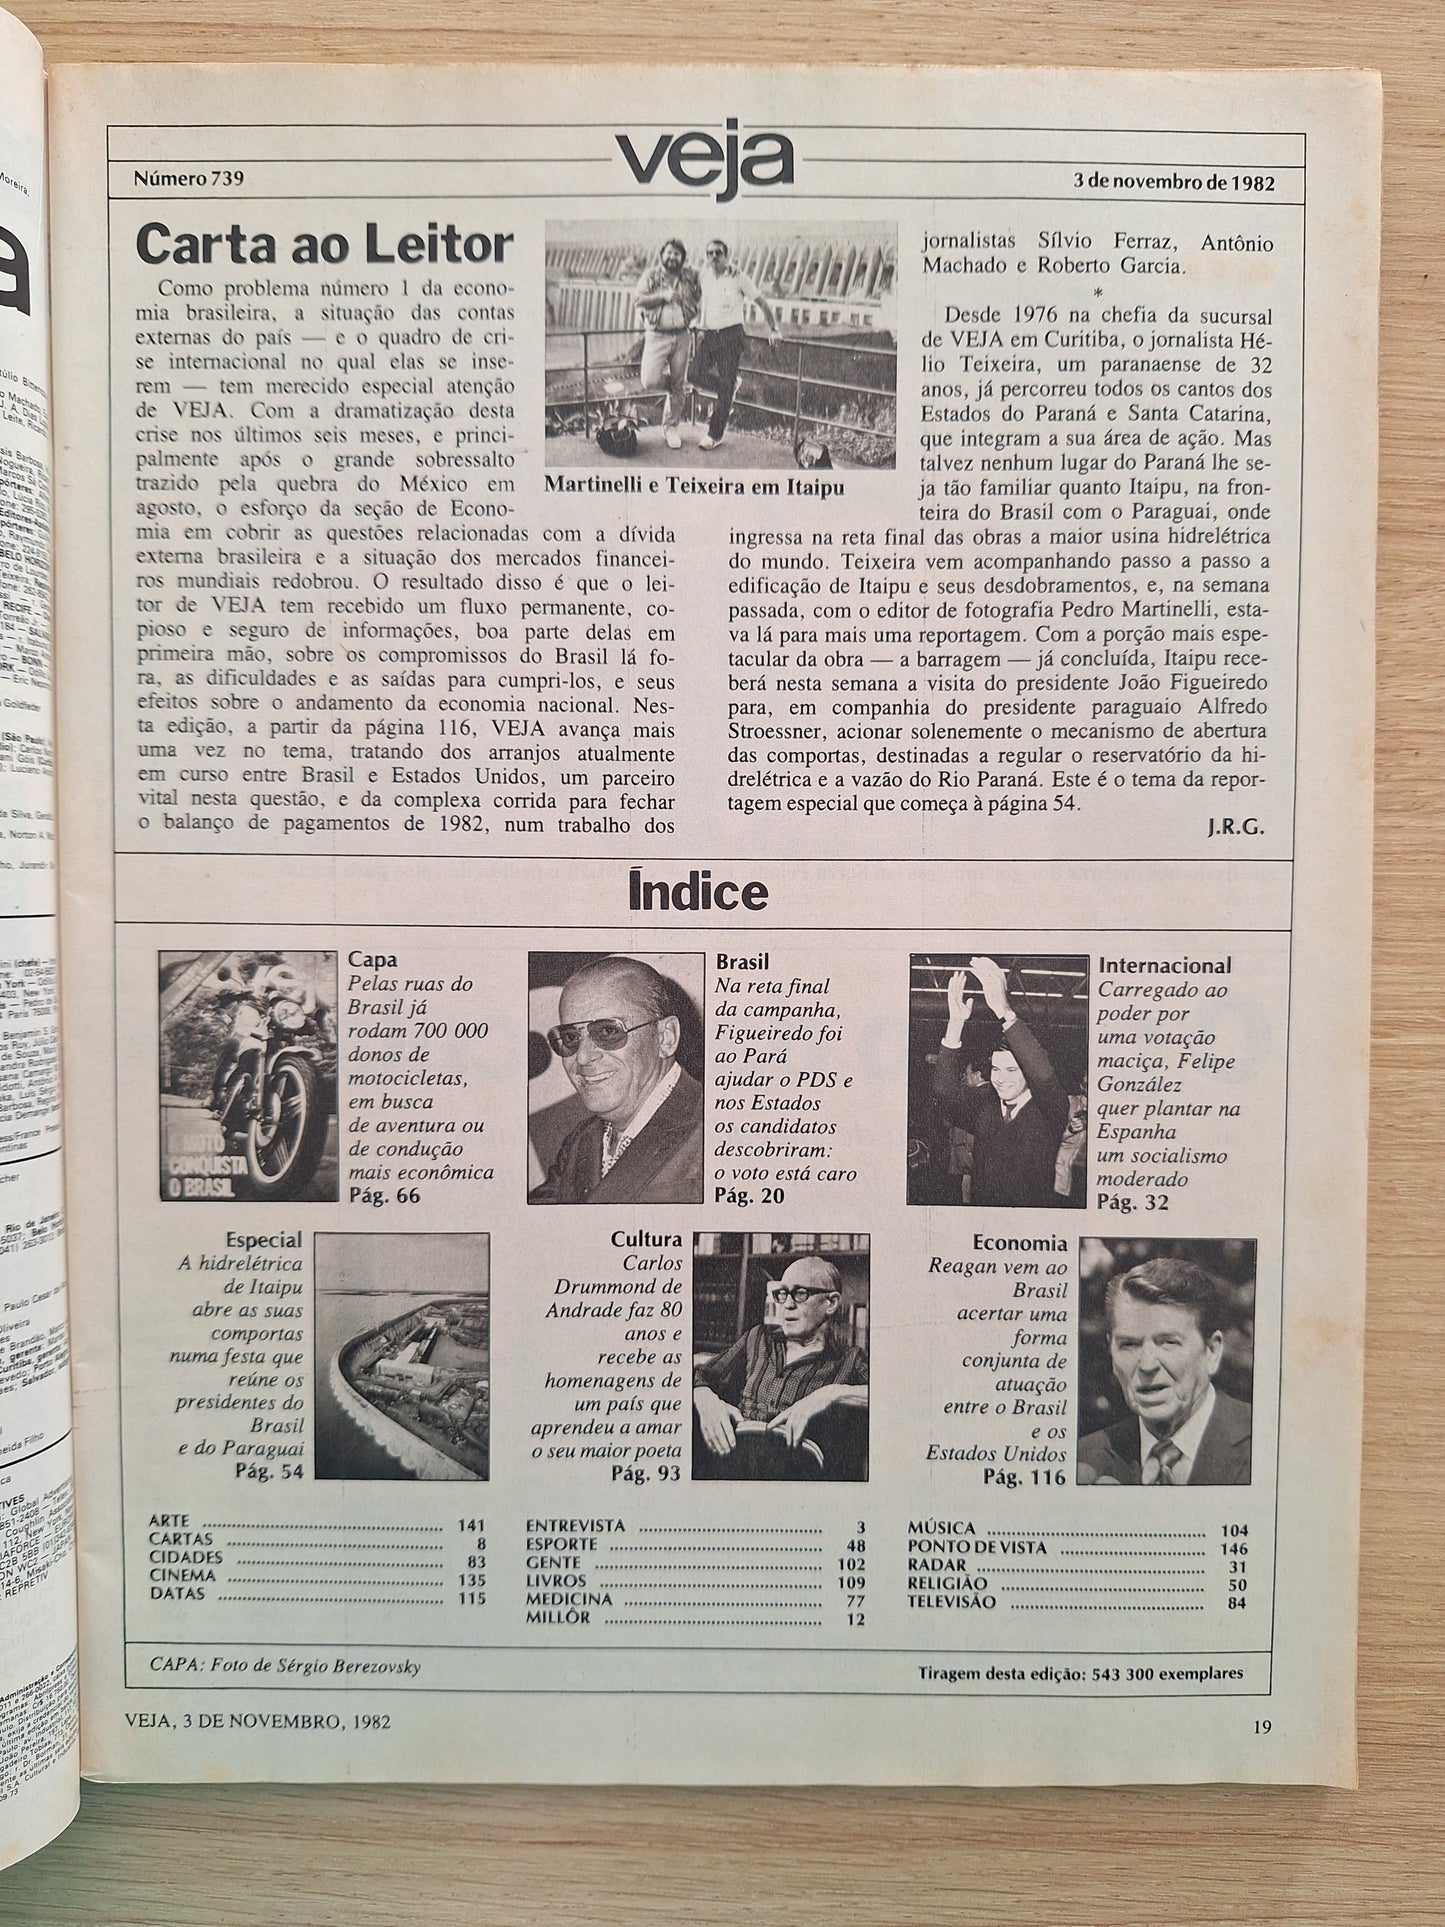 veja
Número 739
3 de novembro de 1982
Carta ao Leitor
Como problema número 1 da econo-
mia brasileira, a situação das contas
externas do país — e o quadro de cri-
se internacional no qual elas se inse-
rem — tem merecido especial atenção
de VEJA. Com a dramatização desta
crise nos últimos seis meses, e princi-
palmente após o grande sobressalto
trazido pela quebra do México em
agosto, o esforço da seção de Econo-
mia em cobrir as questões relacionadas com a dívida
externa brasileira e a situação dos mercados financei-
ros mundiais redobrou. O resultado disso é que o lei-
tor de VEJA tem recebido um fluxo permanente, co-
pioso e seguro de informações, boa parte delas em
primeira mão, sobre os compromissos do Brasil lá fo-
ra, as dificuldades e as saídas para cumpri-los, e seus
efeitos sobre o andamento da economia nacional. Nes-
ta edição, a partir da página 116, VEJA avança mais
uma vez no tema, tratando dos arranjos atualmente
em curso entre Brasil e Estados Unidos, um parceiro
vital nesta questão, e da complexa corrida para fechar
o balanço de pagamentos de 1982, num trabalho dos
Martinelli e Teixeira em Itaipu
jornalistas Sílvio Ferraz, Antônio
Machado e Roberto Garcia.
*
Desde 1976 na chefia da sucursal
de VEJA em Curitiba, o jornalista Hé-
lio Teixeira, um paranaense de 32
anos, já percorreu todos os cantos dos
Estados do Paraná e Santa Catarina,
que integram a sua área de ação. Mas
talvez nenhum lugar do Paraná lhe se-
ja tão familiar quanto Itaipu, na fron-
teira do Brasil com o Paraguai, onde
ingressa na reta final das obras a maior usina hidrelétrica
do mundo. Teixeira vem acompanhando passo a passo a
edificação de Itaipu e seus desdobramentos, e, na semana
passada, com o editor de fotografia Pedro Martinelli, esta-
va lá para mais uma reportagem. Com a porção mais espe-
tacular da obra — a barragem — já concluída, Itaipu rece-
berá nesta semana a visita do presidente João Figueiredo
para, em companhia do presidente paraguaio Alfredo
Stroessner, acionar solenemente o mecanismo de abertura
das comportas, destinadas a regular o reservatório da hi-
drelétrica e a vazão do Rio Paraná. Este é o tema da repor-
tagem especial que começa à página 54.
J.R.G.
Índice
A MOTO
CONQUISTA
O BRASIL
Capa
Pelas ruas do
Brasil já
rodam 700 000
donos de
motocicletas,
em busca
de aventura ou
de condução
mais econômica
Pág. 66
Brasil
Na reta final
da campanha,
Figueiredo foi
ao Pará
ajudar o PDS e
nos Estados
os candidatos
descobriram:
o voto está caro
Pág. 20
Internacional
Carregado ao
poder por
uma votação
maciça, Felipe
González
quer plantar na
Espanha
um socialismo
moderado
Pág. 32
Especial
A hidrelétrica
de Itaipu
abre as suas
comportas
numa festa que
reúne os
presidentes do
Brasil
e do Paraguai
Pág. 54
Cultura
Carlos
Drummond de
Andrade faz 80
anos e
recebe as
homenagens de
um país que
aprendeu a amar
o seu maior poeta
Pág. 93
Economia
Reagan vem ao
Brasil
acertar uma
forma
conjunta de
atuação
entre o Brasil
e os
Estados Unidos
Pág. 116
ARTE ........ 141
CARTAS ........ 8
CIDADES ........ 83
CINEMA ........ 135
DATAS ........ 115
ENTREVISTA ........ 3
ESPORTE ........ 48
GENTE ........ 102
LIVROS ........ 109
MEDICINA ........ 77
MILLÔR ........ 12
MÚSICA ........ 104
PONTO DE VISTA ........ 146
RADAR ........ 31
RELIGIÃO ........ 50
TELEVISÃO ........ 84
CAPA: Foto de Sérgio Berezovsky
Tiragem desta edição: 543 300 exemplares
VEJA, 3 DE NOVEMBRO, 1982
19